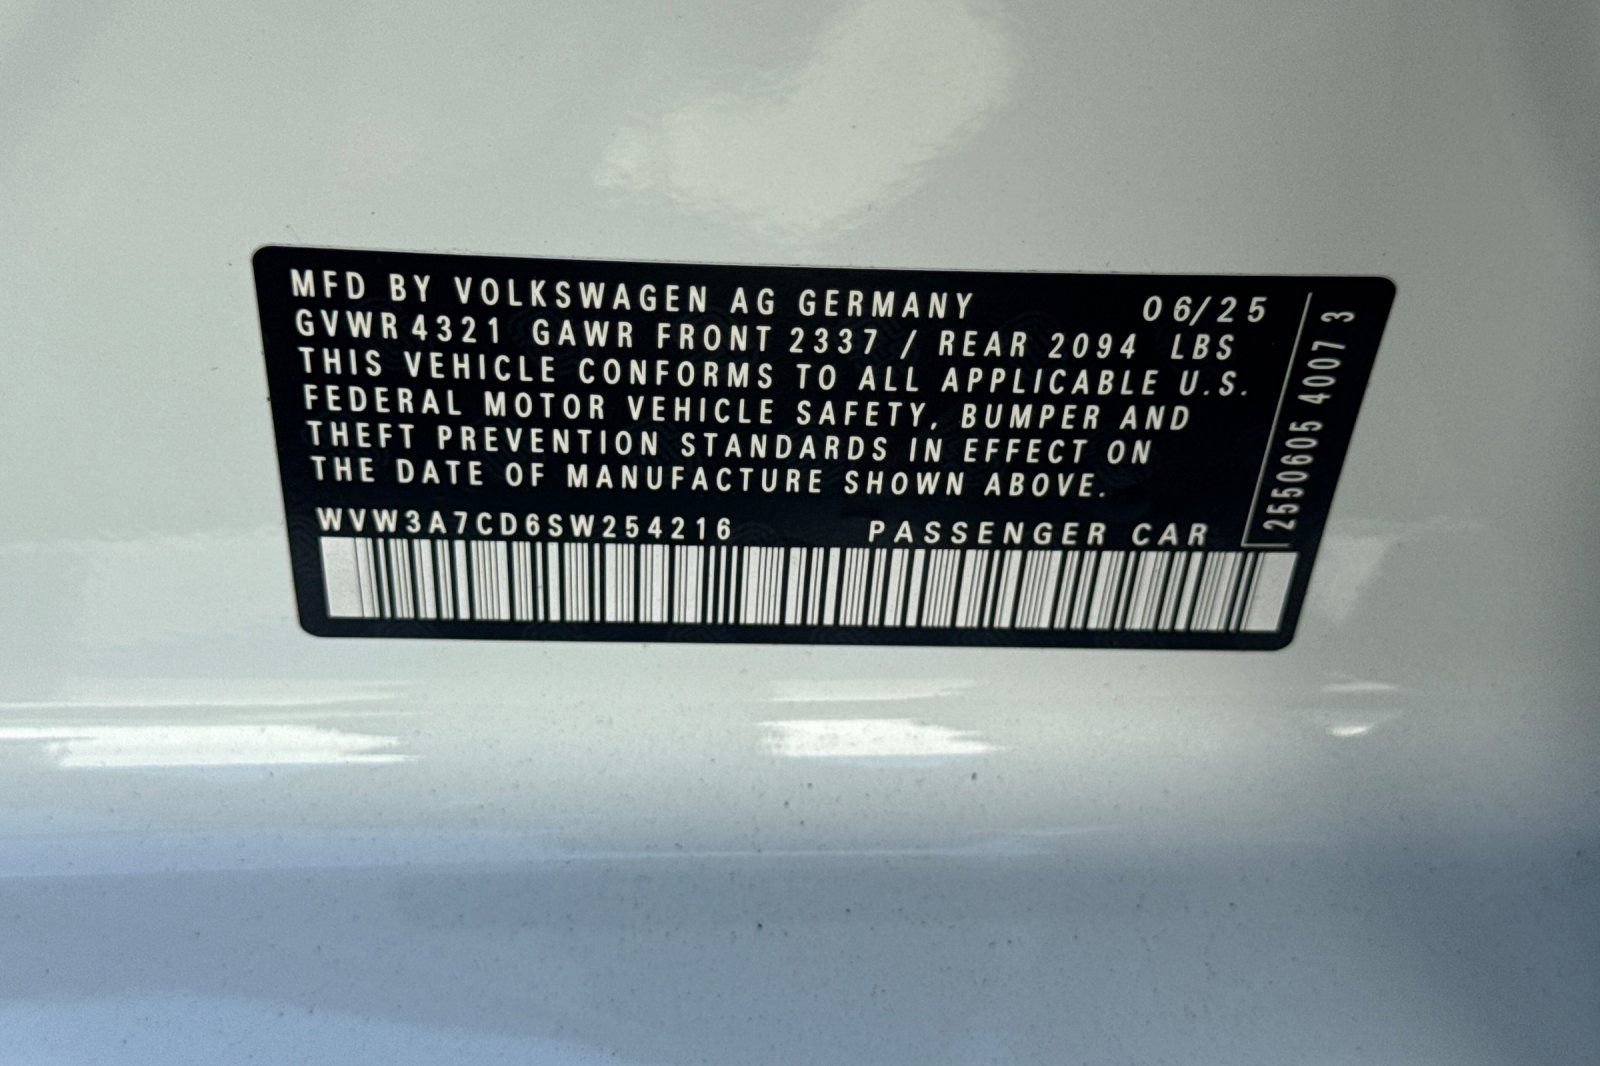 MFD BY VOLKSWAGEN AG GERMANY 06/25
GVWR 4321 GAWR FRONT 2337 / REAR 2094 LBS
THIS VEHICLE CONFORMS TO ALL APPLICABLE U.S.
FEDERAL MOTOR VEHICLE SAFETY, BUMPER AND
THEFT PREVENTION STANDARDS IN EFFECT ON
THE DATE OF MANUFACTURE SHOWN ABOVE.
WVW3A7CD6SW254216 PASSENGER CAR
2550605 4007 3